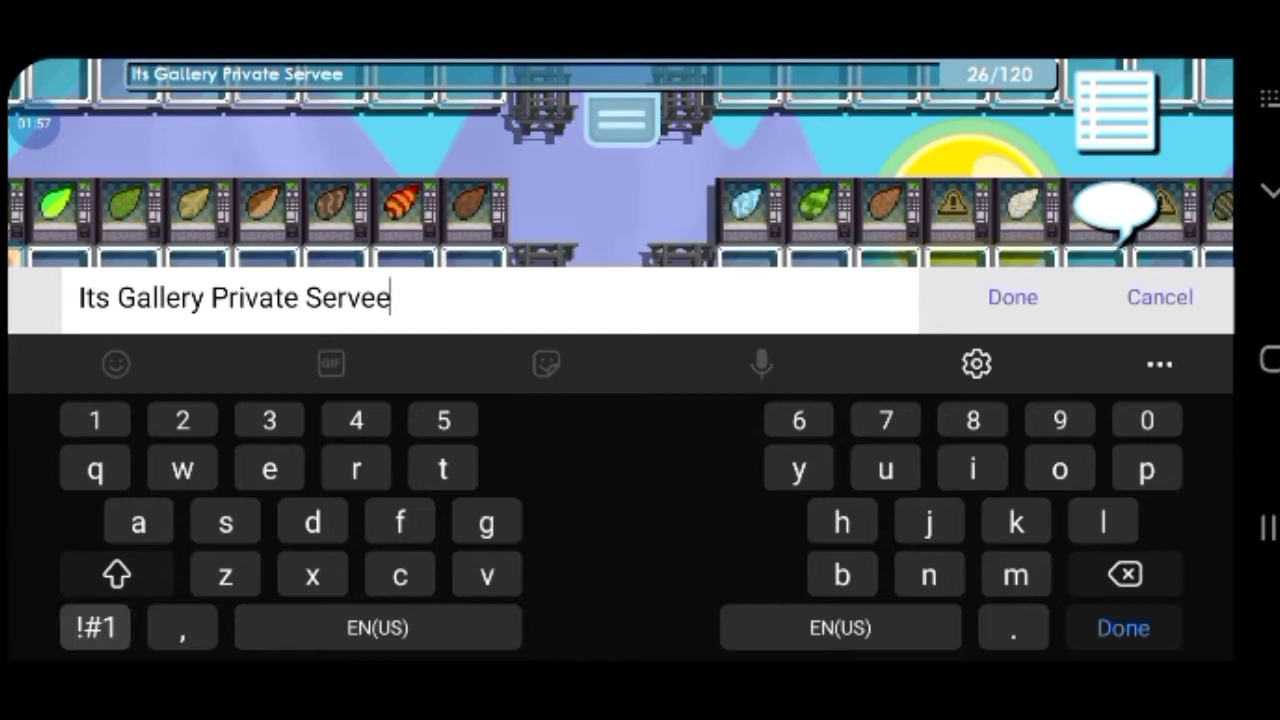 Its Gallery Private Servee
26/120
01:57
Its Gallery Private Servee
Done
Cancel
GIF
1 2 3 4 5 6 7 8 9 0
q w e r t y u i o p
a s d f g h j k l
z x c v b n m
!#1 , EN(US) EN(US) . Done